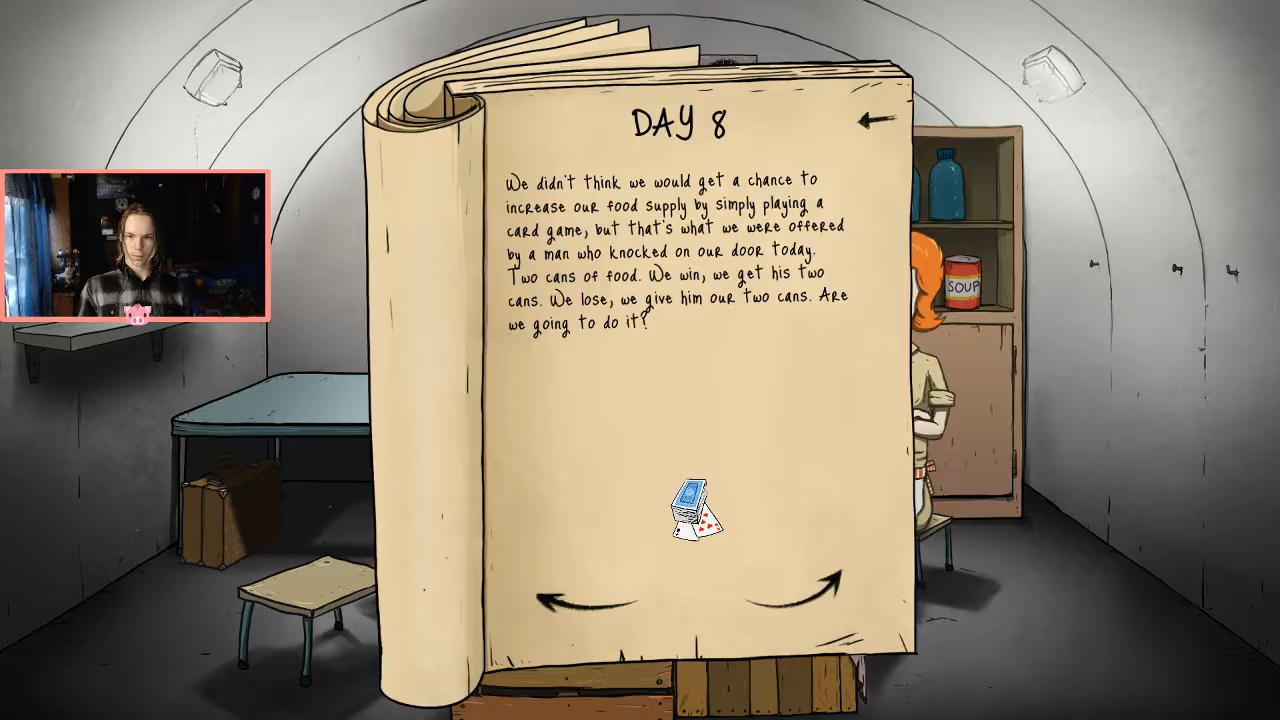 DAY 8
We didn't think we would get a chance to
increase our food supply by simply playing a
card game, but that's what we were offered
by a man who knocked on our door today.
Two cans of food. We win, we get his two
cans. We lose, we give him our two cans. Are
we going to do it?
SOUP